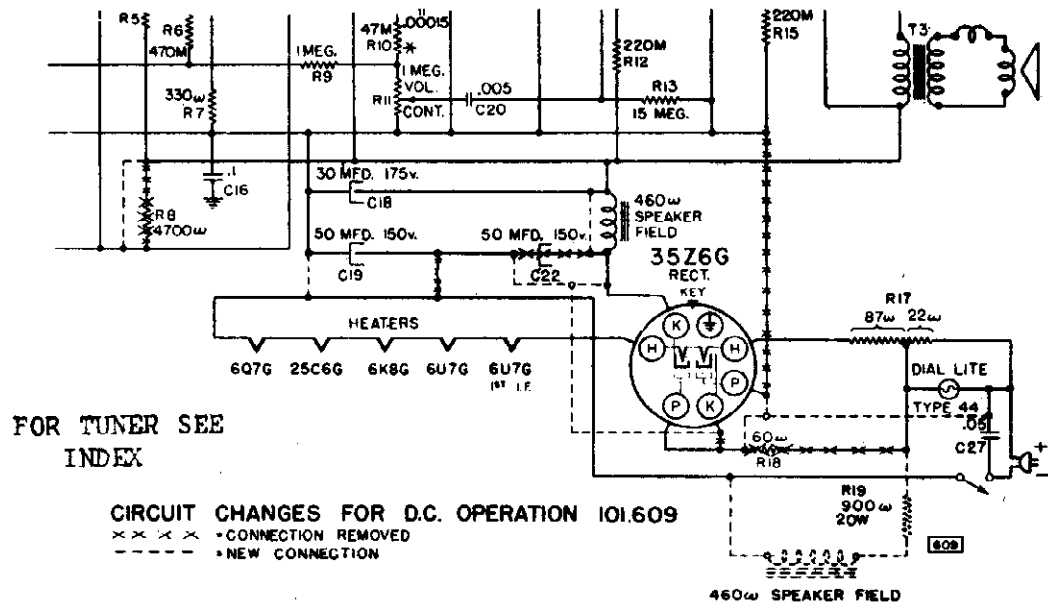 R5
R6
470M
47M
R10
.00015
*
1 MEG.
R9
220M
R12
220M
R15
T3
330ω
R7
1 MEG.
VOL.
R11
CONT.
.005
C20
R13
15 MEG.
.1
C16
30 MFD. 175v.
C18
R8
4700ω
460ω
SPEAKER
FIELD
50 MFD. 150v.
C19
50 MFD. 150v.
C22
35Z6G
RECT.
KEY
K
H
H
P
P
K
HEATERS
6Q7G
25C6G
6K8G
6U7G
6U7G
1ST I.F.
R17
87ω
22ω
DIAL LITE
TYPE 44
.05
C27
+
–
60ω
R18
R19
900ω
20W
609
FOR TUNER SEE
INDEX
CIRCUIT CHANGES FOR D.C. OPERATION 101.609
× × × × = CONNECTION REMOVED
- - - - - = NEW CONNECTION
460ω SPEAKER FIELD